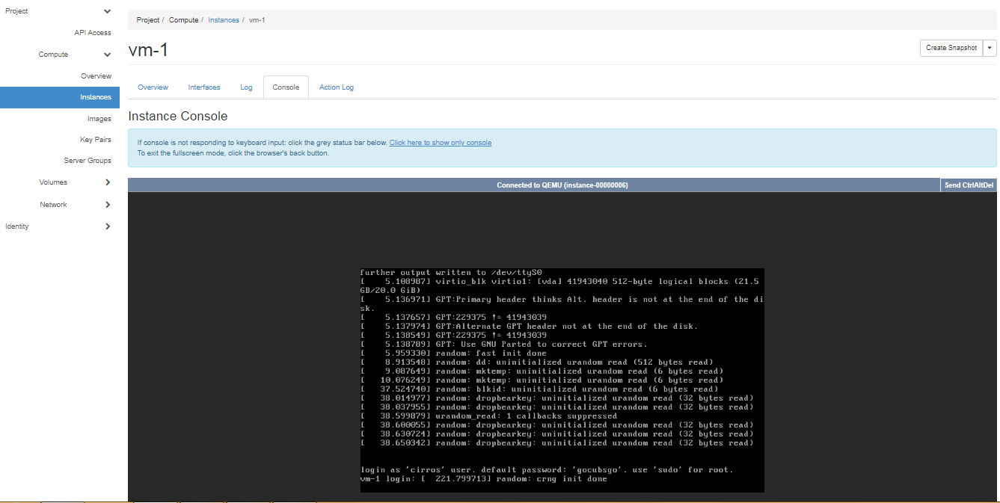 Project
API Access
Compute
Overview
Instances
Images
Key Pairs
Server Groups
Volumes
Network
Identity
Project / Compute / Instances / vm-1
vm-1
Create Snapshot
Overview Interfaces Log Console Action Log
Instance Console
If console is not responding to keyboard input: click the grey status bar below. Click here to show only console
To exit the fullscreen mode, click the browser's back button.
Connected to QEMU (instance-00000006)
Send CtrlAltDel
further output written to /dev/ttyS0
[    5.108987] virtio_blk virtio1: [vda] 41943040 512-byte logical blocks (21.5
GB/20.0 GiB)
[    5.136971] GPT:Primary header thinks Alt. header is not at the end of the di
sk.
[    5.137657] GPT:229375 != 41943039
[    5.137974] GPT:Alternate GPT header not at the end of the disk.
[    5.138549] GPT:229375 != 41943039
[    5.138789] GPT: Use GNU Parted to correct GPT errors.
[    5.959330] random: fast init done
[    8.913548] random: dd: uninitialized urandom read (512 bytes read)
[    9.087649] random: mktemp: uninitialized urandom read (6 bytes read)
[   10.076249] random: mktemp: uninitialized urandom read (6 bytes read)
[   37.524740] random: blkid: uninitialized urandom read (6 bytes read)
[   38.014977] random: dropbearkey: uninitialized urandom read (32 bytes read)
[   38.037955] random: dropbearkey: uninitialized urandom read (32 bytes read)
[   38.599879] urandom_read: 1 callbacks suppressed
[   38.600055] random: dropbearkey: uninitialized urandom read (32 bytes read)
[   38.630724] random: dropbearkey: uninitialized urandom read (32 bytes read)
[   38.650342] random: dropbearkey: uninitialized urandom read (32 bytes read)
login as 'cirros' user. default password: 'gocubsgo'. use 'sudo' for root.
vm-1 login: [  221.799713] random: crng init done